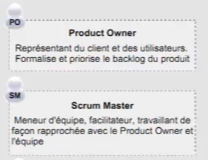 PO
Product Owner
Représentant du client et des utilisateurs.
Formalise et priorise le backlog du produit
SM
Scrum Master
Meneur d'équipe, facilitateur, travaillant de
façon rapprochée avec le Product Owner et
l'équipe